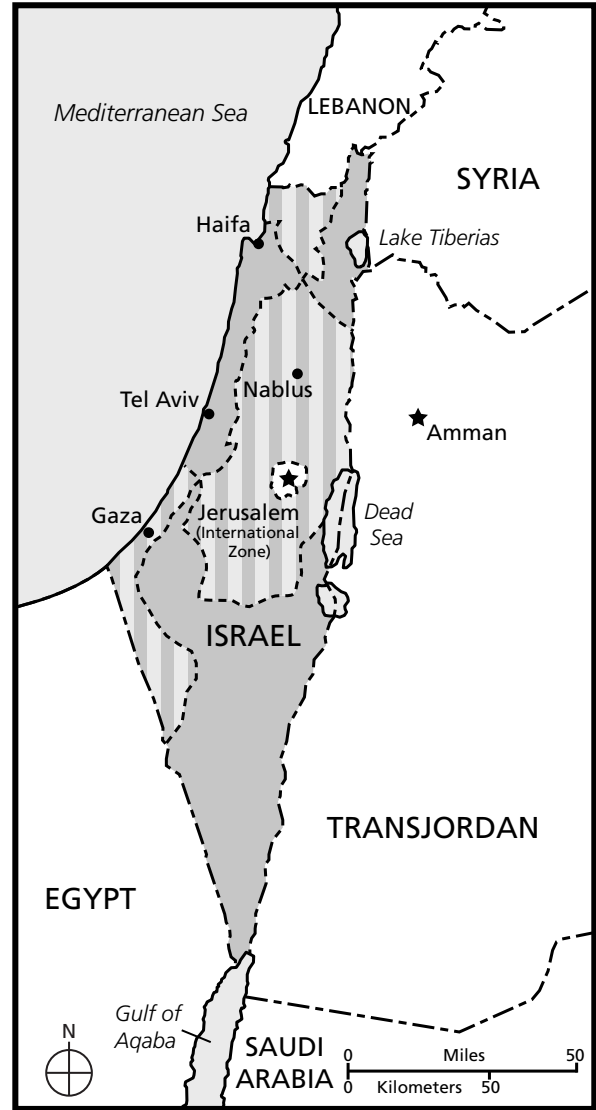 Mediterranean Sea
LEBANON
SYRIA
Haifa
Lake Tiberias
Nablus
Tel Aviv
Amman
Gaza
Jerusalem
(International
Zone)
Dead
Sea
ISRAEL
TRANSJORDAN
EGYPT
Gulf of
Aqaba
SAUDI
ARABIA
N
0 Miles 50
0 Kilometers 50